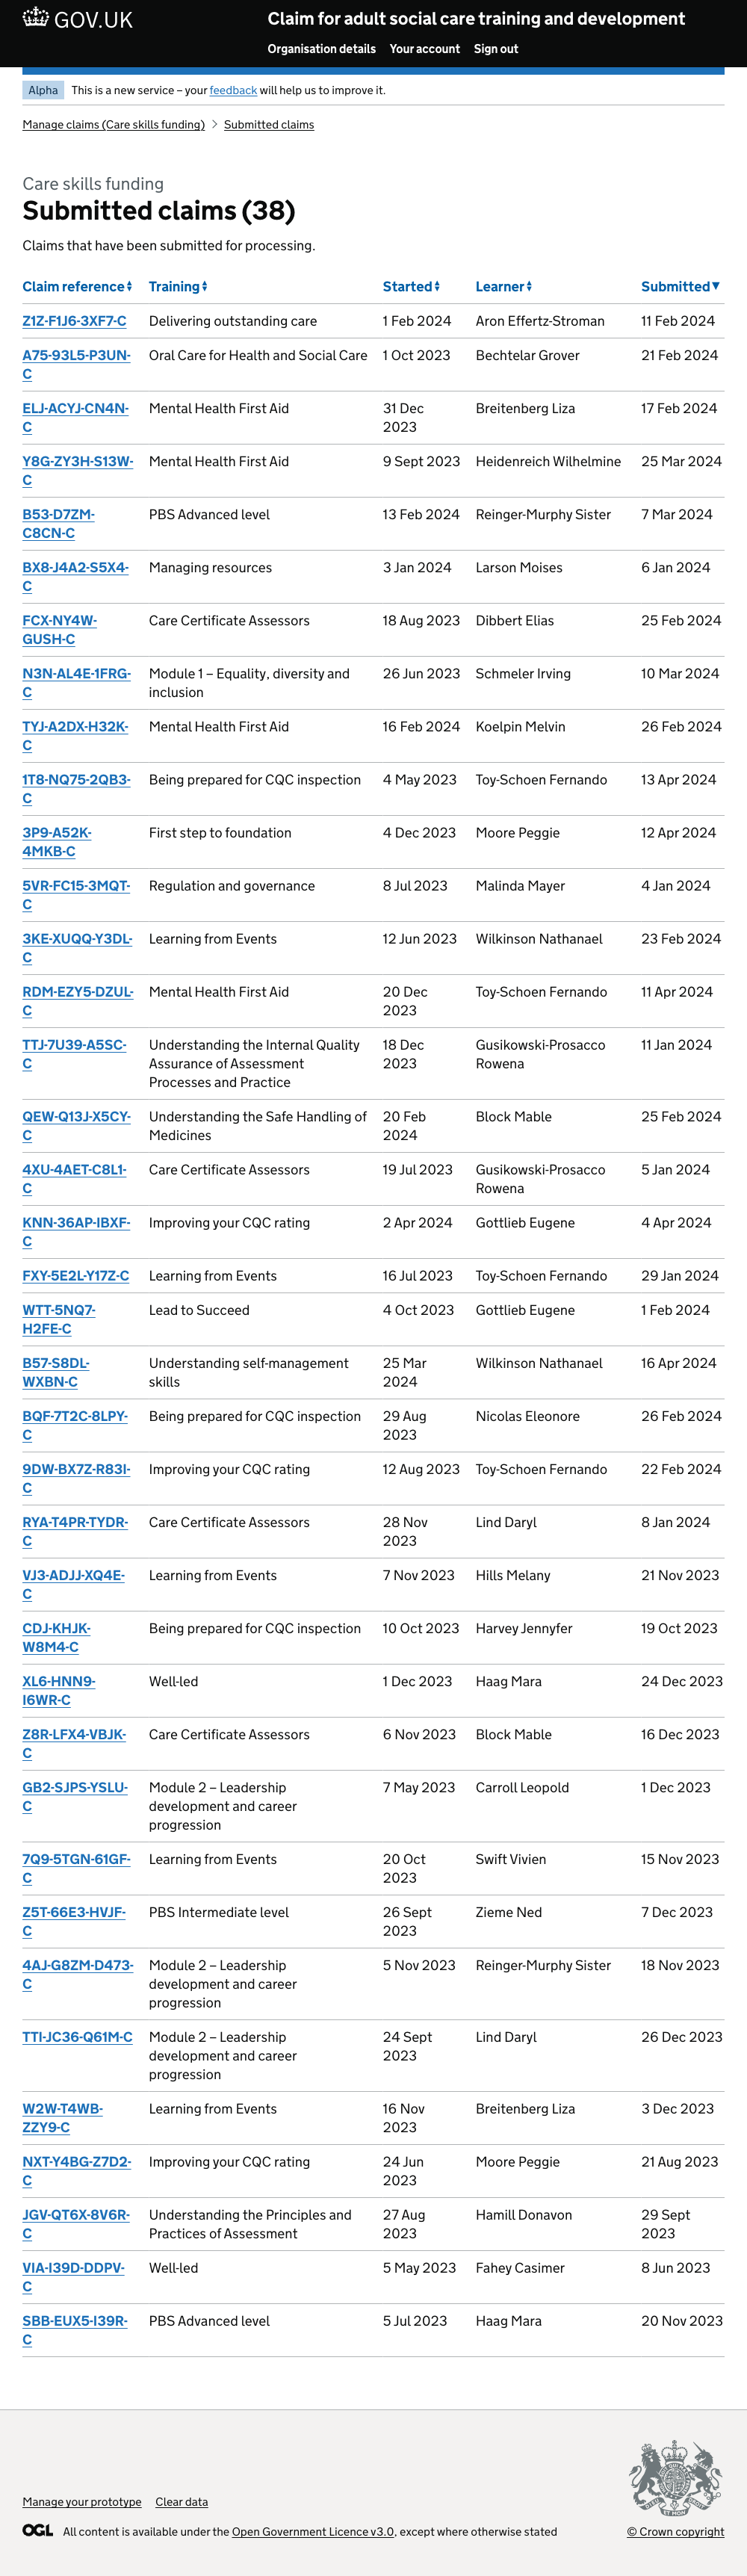 GOV.UK
Claim for adult social care training and development
Organisation details Your account Sign out
Alpha This is a new service – your feedback will help us to improve it.
Manage claims (Care skills funding) Submitted claims
Care skills funding
Submitted claims (38)
Claims that have been submitted for processing.
Claim reference Training Started Learner Submitted
Z1Z-F1J6-3XF7-C Delivering outstanding care 1 Feb 2024 Aron Effertz-Stroman 11 Feb 2024
A75-93L5-P3UN- Oral Care for Health and Social Care 1 Oct 2023 Bechtelar Grover 21 Feb 2024
C
ELJ-ACYJ-CN4N- Mental Health First Aid 31 Dec Breitenberg Liza 17 Feb 2024
C 2023
Y8G-ZY3H-S13W- Mental Health First Aid 9 Sept 2023 Heidenreich Wilhelmine 25 Mar 2024
C
B53-D7ZM- PBS Advanced level 13 Feb 2024 Reinger-Murphy Sister 7 Mar 2024
C8CN-C
BX8-J4A2-S5X4- Managing resources 3 Jan 2024 Larson Moises 6 Jan 2024
C
FCX-NY4W- Care Certificate Assessors 18 Aug 2023 Dibbert Elias 25 Feb 2024
GUSH-C
N3N-AL4E-1FRG- Module 1 – Equality, diversity and 26 Jun 2023 Schmeler Irving 10 Mar 2024
C inclusion
TYJ-A2DX-H32K- Mental Health First Aid 16 Feb 2024 Koelpin Melvin 26 Feb 2024
C
1T8-NQ75-2QB3- Being prepared for CQC inspection 4 May 2023 Toy-Schoen Fernando 13 Apr 2024
C
3P9-A52K- First step to foundation 4 Dec 2023 Moore Peggie 12 Apr 2024
4MKB-C
5VR-FC15-3MQT- Regulation and governance 8 Jul 2023 Malinda Mayer 4 Jan 2024
C
3KE-XUQQ-Y3DL- Learning from Events 12 Jun 2023 Wilkinson Nathanael 23 Feb 2024
C
RDM-EZY5-DZUL- Mental Health First Aid 20 Dec Toy-Schoen Fernando 11 Apr 2024
C 2023
TTJ-7U39-A5SC- Understanding the Internal Quality 18 Dec Gusikowski-Prosacco 11 Jan 2024
C Assurance of Assessment 2023 Rowena
Processes and Practice
QEW-Q13J-X5CY- Understanding the Safe Handling of 20 Feb Block Mable 25 Feb 2024
C Medicines 2024
4XU-4AET-C8L1- Care Certificate Assessors 19 Jul 2023 Gusikowski-Prosacco 5 Jan 2024
C Rowena
KNN-36AP-IBXF- Improving your CQC rating 2 Apr 2024 Gottlieb Eugene 4 Apr 2024
C
FXY-5E2L-Y17Z-C Learning from Events 16 Jul 2023 Toy-Schoen Fernando 29 Jan 2024
WTT-5NQ7- Lead to Succeed 4 Oct 2023 Gottlieb Eugene 1 Feb 2024
H2FE-C
B57-S8DL- Understanding self-management 25 Mar Wilkinson Nathanael 16 Apr 2024
WXBN-C skills 2024
BQF-7T2C-8LPY- Being prepared for CQC inspection 29 Aug Nicolas Eleonore 26 Feb 2024
C 2023
9DW-BX7Z-R83I- Improving your CQC rating 12 Aug 2023 Toy-Schoen Fernando 22 Feb 2024
C
RYA-T4PR-TYDR- Care Certificate Assessors 28 Nov Lind Daryl 8 Jan 2024
C 2023
VJ3-ADJJ-XQ4E- Learning from Events 7 Nov 2023 Hills Melany 21 Nov 2023
C
CDJ-KHJK- Being prepared for CQC inspection 10 Oct 2023 Harvey Jennyfer 19 Oct 2023
W8M4-C
XL6-HNN9- Well-led 1 Dec 2023 Haag Mara 24 Dec 2023
I6WR-C
Z8R-LFX4-VBJK- Care Certificate Assessors 6 Nov 2023 Block Mable 16 Dec 2023
C
GB2-SJPS-YSLU- Module 2 – Leadership 7 May 2023 Carroll Leopold 1 Dec 2023
C development and career
progression
7Q9-5TGN-61GF- Learning from Events 20 Oct Swift Vivien 15 Nov 2023
C 2023
Z5T-66E3-HVJF- PBS Intermediate level 26 Sept Zieme Ned 7 Dec 2023
C 2023
4AJ-G8ZM-D473- Module 2 – Leadership 5 Nov 2023 Reinger-Murphy Sister 18 Nov 2023
C development and career
progression
TTI-JC36-Q61M-C Module 2 – Leadership 24 Sept Lind Daryl 26 Dec 2023
development and career 2023
progression
W2W-T4WB- Learning from Events 16 Nov Breitenberg Liza 3 Dec 2023
ZZY9-C 2023
NXT-Y4BG-Z7D2- Improving your CQC rating 24 Jun Moore Peggie 21 Aug 2023
C 2023
JGV-QT6X-8V6R- Understanding the Principles and 27 Aug Hamill Donavon 29 Sept
C Practices of Assessment 2023 2023
VIA-I39D-DDPV- Well-led 5 May 2023 Fahey Casimer 8 Jun 2023
C
SBB-EUX5-I39R- PBS Advanced level 5 Jul 2023 Haag Mara 20 Nov 2023
C
Manage your prototype Clear data
OGL All content is available under the Open Government Licence v3.0, except where otherwise stated © Crown copyright